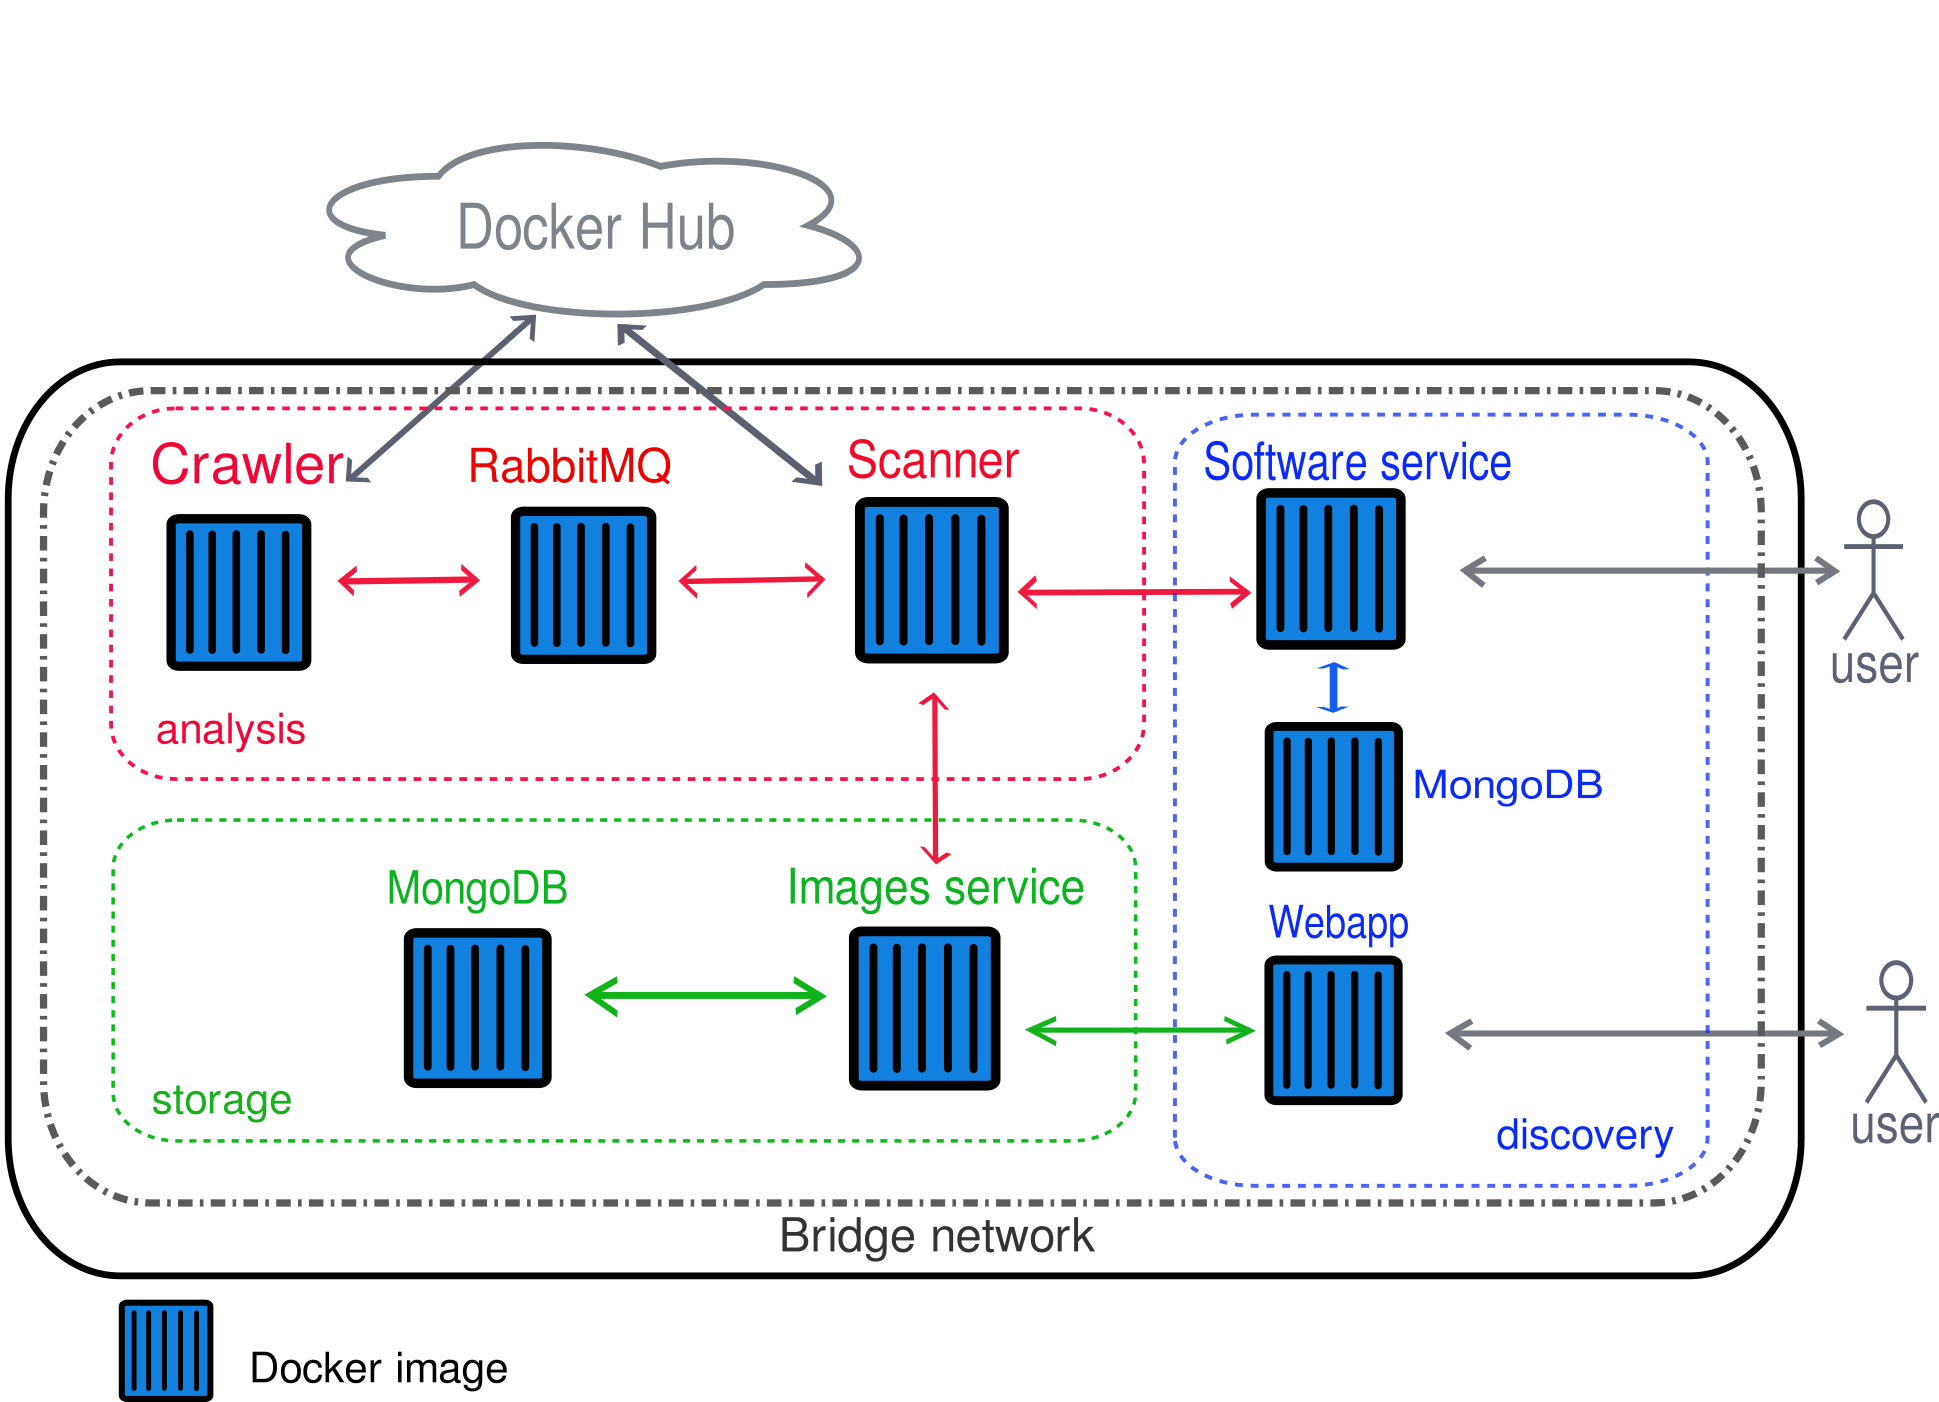 Docker Hub
Crawler
RabbitMQ
Scanner
Software service
user
analysis
MongoDB
MongoDB
Images service
Webapp
storage
discovery
user
Bridge network
Docker image